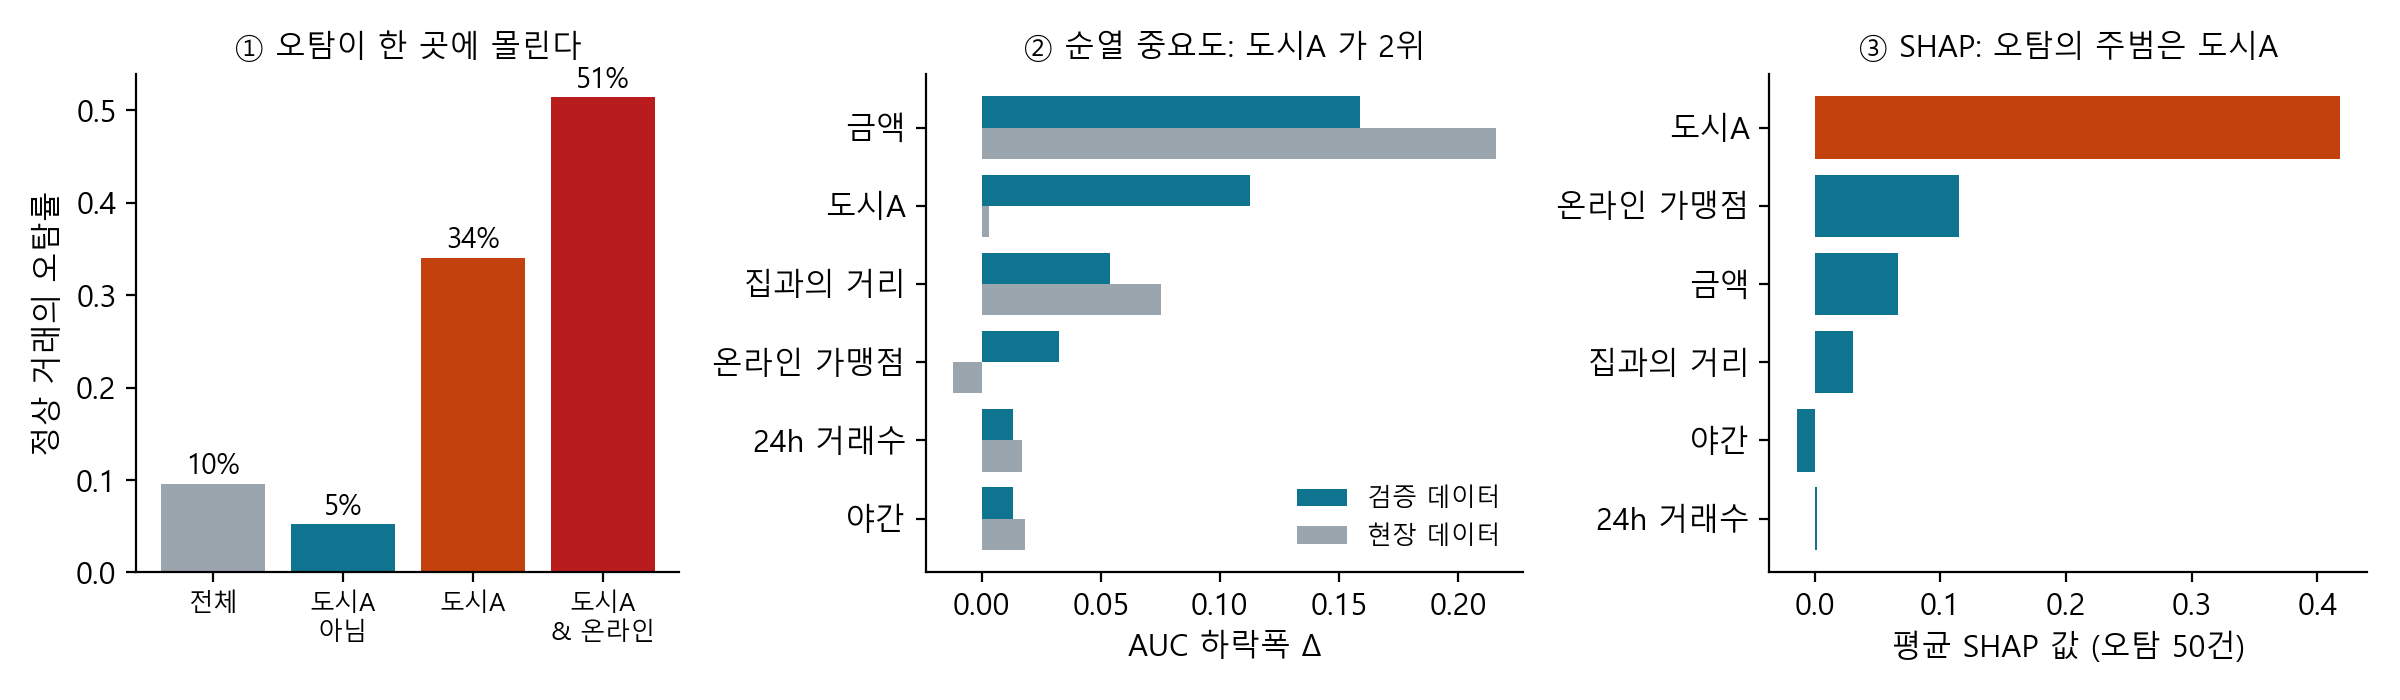 ① 오탐이 한 곳에 몰린다
정상 거래의 오탐률
0.5
0.4
0.3
0.2
0.1
0.0
10%
5%
34%
51%
전체
도시A
아님
도시A
도시A
& 온라인
② 순열 중요도: 도시A 가 2위
금액
도시A
집과의 거리
온라인 가맹점
24h 거래수
야간
검증 데이터
현장 데이터
0.00
0.05
0.10
0.15
0.20
AUC 하락폭 Δ
③ SHAP: 오탐의 주범은 도시A
도시A
온라인 가맹점
금액
집과의 거리
야간
24h 거래수
0.0
0.1
0.2
0.3
0.4
평균 SHAP 값 (오탐 50건)